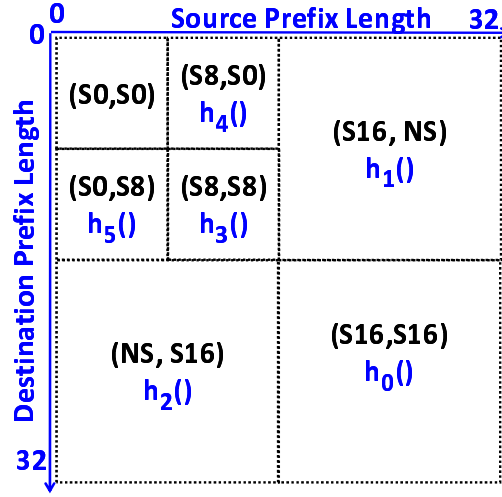 0 Source Prefix Length 32
0
Destination Prefix Length
32
(S0,S0)
(S8,S0)
h4()
(S16, NS)
h1()
(S0,S8)
h5()
(S8,S8)
h3()
(NS, S16)
h2()
(S16,S16)
h0()